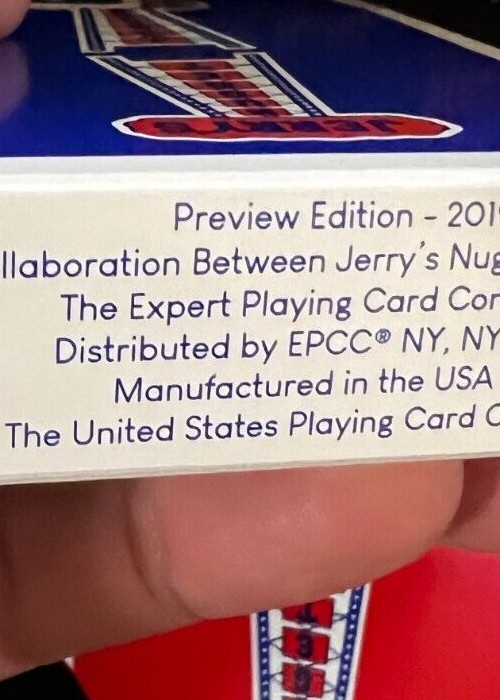 JERRY'S
Preview Edition - 201
llaboration Between Jerry's Nug
The Expert Playing Card Cor
Distributed by EPCC® NY, NY
Manufactured in the USA
The United States Playing Card C